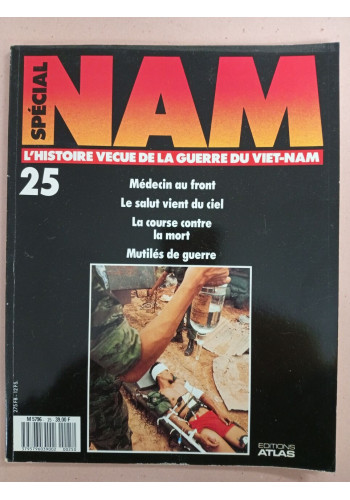 SPÉCIAL
NAM
L'HISTOIRE VECUE DE LA GUERRE DU VIET-NAM
25
Médecin au front
Le salut vient du ciel
La course contre
la mort
Mutilés de guerre
EDITIONS
ATLAS